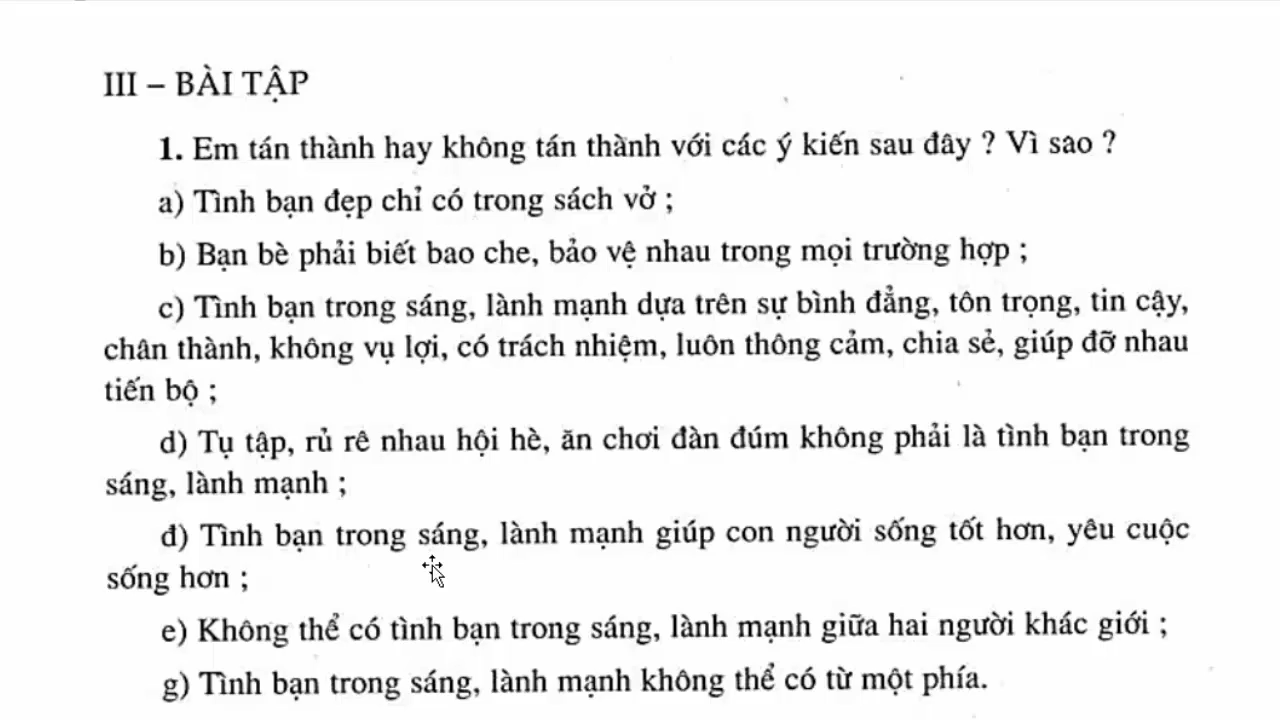 III – BÀI TẬP
1. Em tán thành hay không tán thành với các ý kiến sau đây ? Vì sao ?
a) Tình bạn đẹp chỉ có trong sách vở ;
b) Bạn bè phải biết bao che, bảo vệ nhau trong mọi trường hợp ;
c) Tình bạn trong sáng, lành mạnh dựa trên sự bình đẳng, tôn trọng, tin cậy,
chân thành, không vụ lợi, có trách nhiệm, luôn thông cảm, chia sẻ, giúp đỡ nhau
tiến bộ ;
d) Tụ tập, rủ rê nhau hội hè, ăn chơi đàn đúm không phải là tình bạn trong
sáng, lành mạnh ;
đ) Tình bạn trong sáng, lành mạnh giúp con người sống tốt hơn, yêu cuộc
sống hơn ;
e) Không thể có tình bạn trong sáng, lành mạnh giữa hai người khác giới ;
g) Tình bạn trong sáng, lành mạnh không thể có từ một phía.